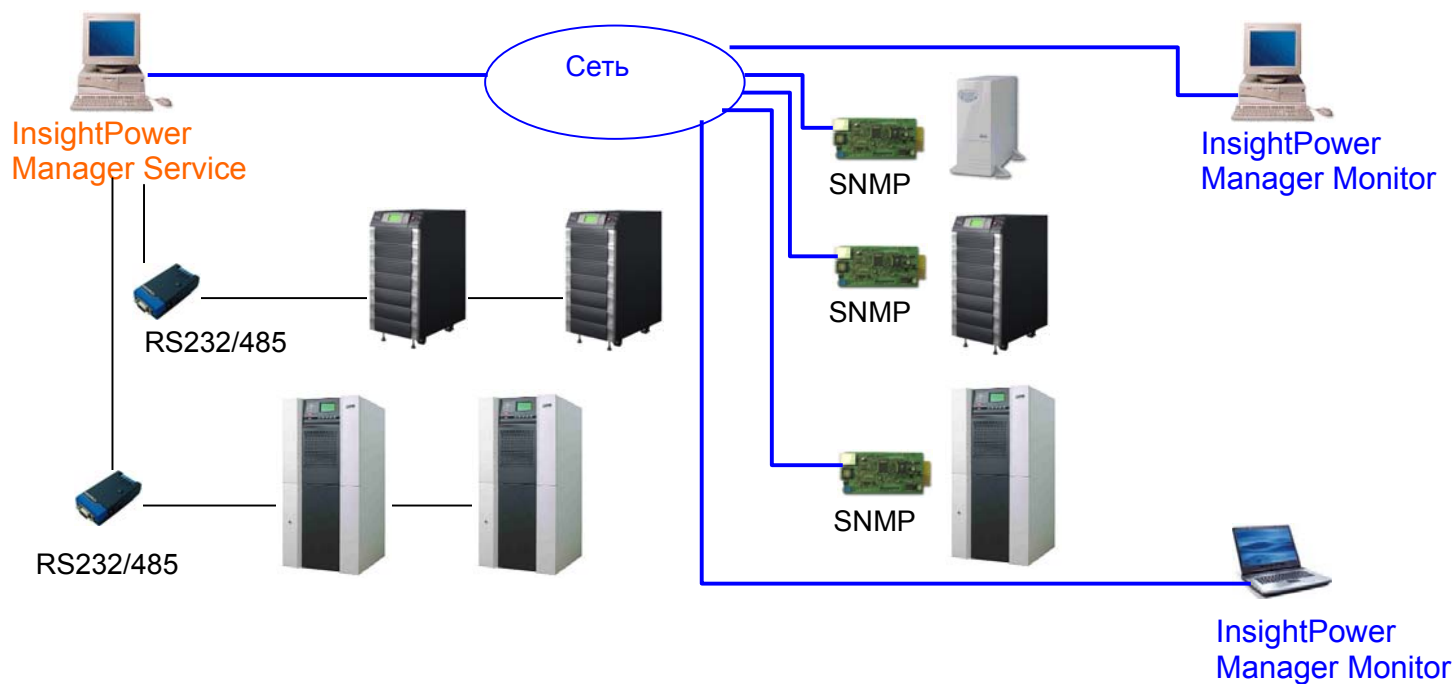 Сеть
InsightPower
Manager Service
InsightPower
Manager Monitor
SNMP
SNMP
RS232/485
SNMP
RS232/485
InsightPower
Manager Monitor